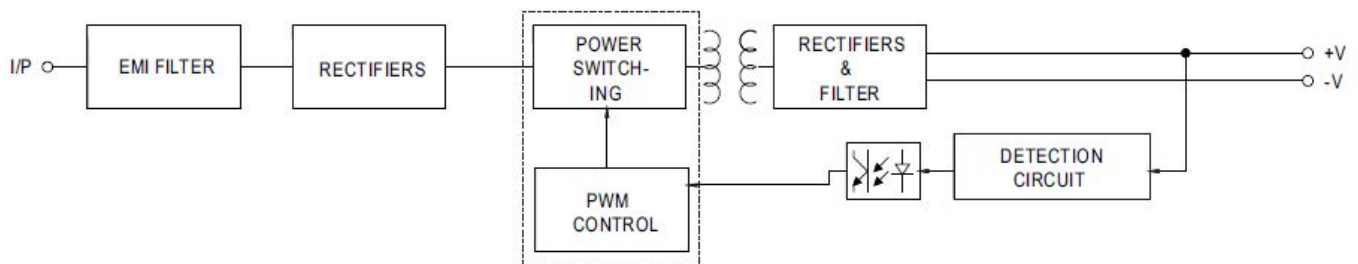 I/P
EMI FILTER
RECTIFIERS
POWER
SWITCH-
ING
RECTIFIERS
&
FILTER
+V
-V
PWM
CONTROL
DETECTION
CIRCUIT